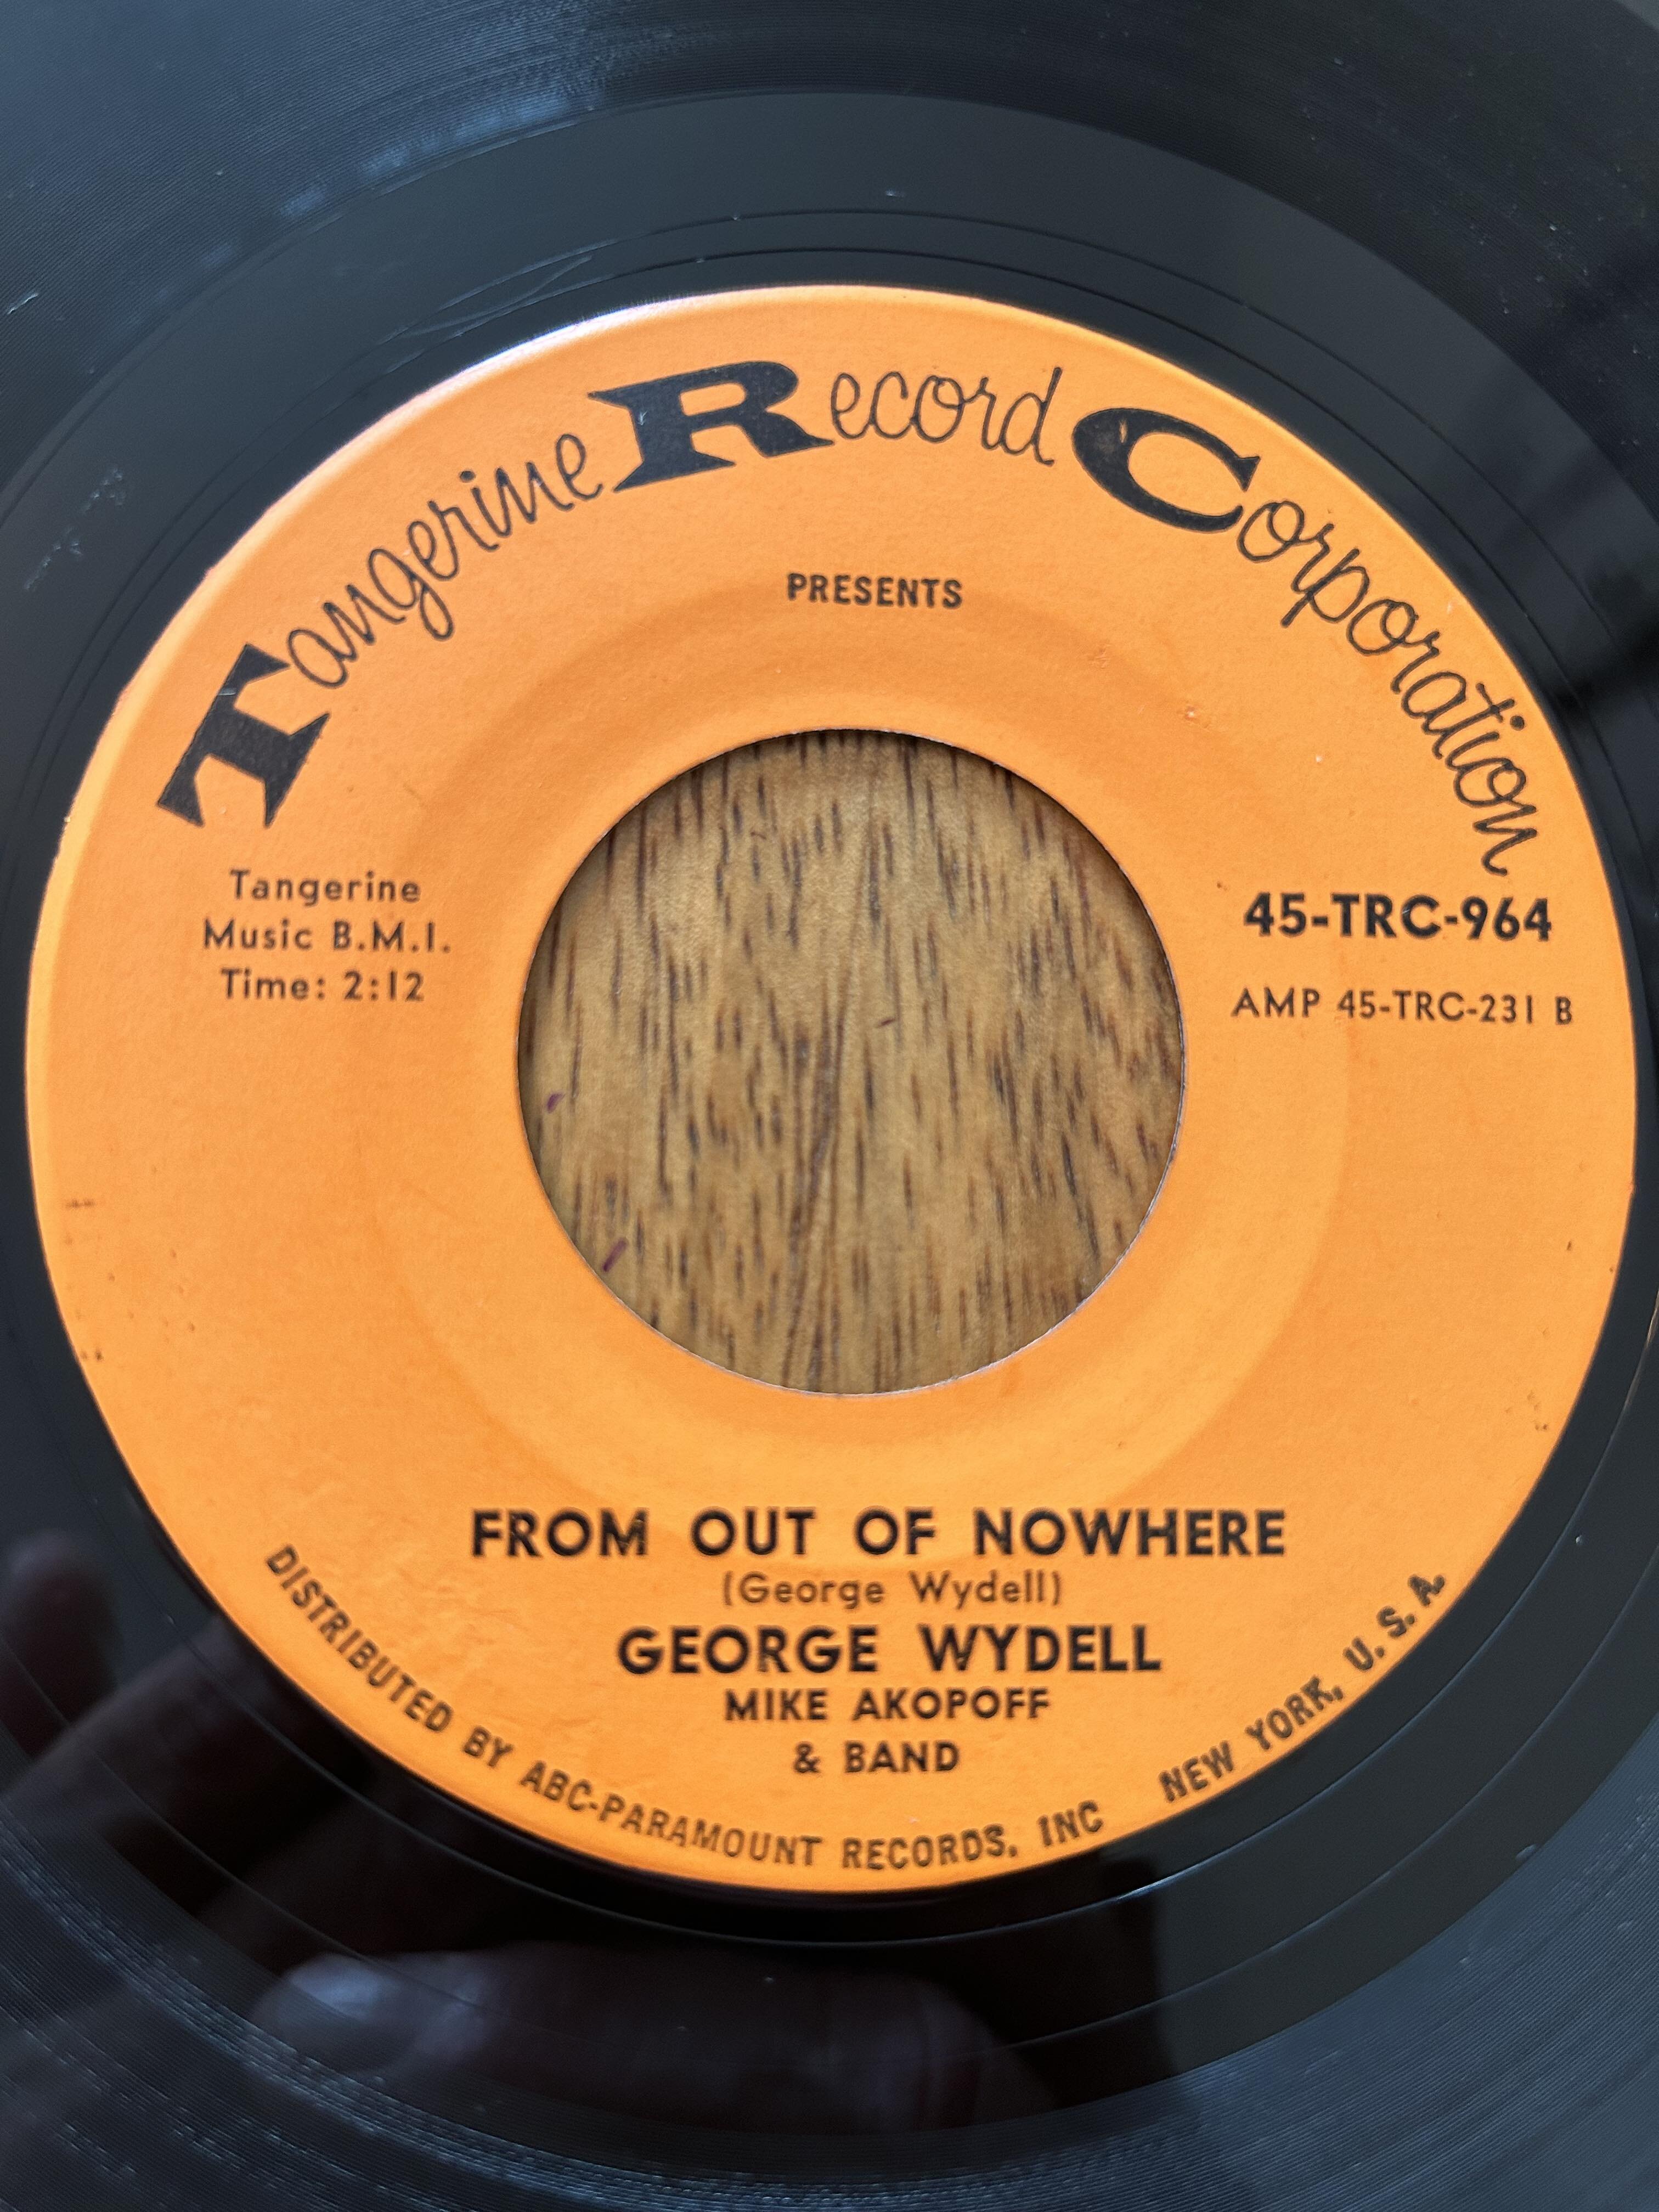 Tangerine Record Corporation
PRESENTS
Tangerine
Music B.M.I.
Time: 2:12
45-TRC-964
AMP 45-TRC-231 B
FROM OUT OF NOWHERE
(George Wydell)
GEORGE WYDELL
MIKE AKOPOFF
& BAND
DISTRIBUTED BY ABC-PARAMOUNT RECORDS, INC NEW YORK, U. S. A.